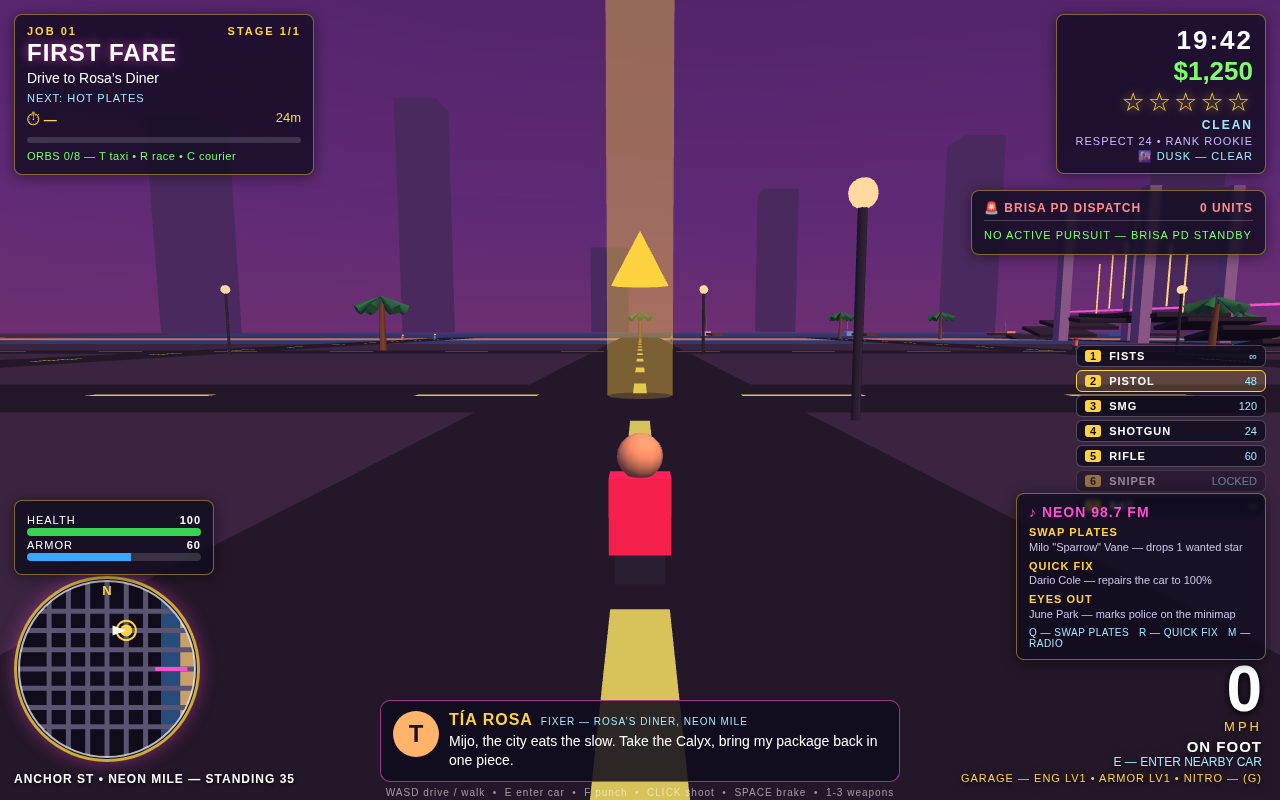 JOB 01 STAGE 1/1
FIRST FARE
Drive to Rosa's Diner
NEXT: HOT PLATES
⏱ — 24m
ORBS 0/8 — T taxi • R race • C courier
19:42
$1,250
☆☆☆☆☆
CLEAN
RESPECT 24 • RANK ROOKIE
🌆 DUSK — CLEAR
🚨 BRISA PD DISPATCH 0 UNITS
NO ACTIVE PURSUIT — BRISA PD STANDBY
1 FISTS ∞
2 PISTOL 48
3 SMG 120
4 SHOTGUN 24
5 RIFLE 60
6 SNIPER LOCKED
♪ NEON 98.7 FM
SWAP PLATES
Milo "Sparrow" Vane — drops 1 wanted star
QUICK FIX
Dario Cole — repairs the car to 100%
EYES OUT
June Park — marks police on the minimap
Q — SWAP PLATES R — QUICK FIX M —
RADIO
HEALTH 100
ARMOR 60
N
ANCHOR ST • NEON MILE — STANDING 35
T
TÍA ROSA FIXER — ROSA'S DINER, NEON MILE
Mijo, the city eats the slow. Take the Calyx, bring my package back in
one piece.
WASD drive / walk • E enter car • F punch • CLICK shoot • SPACE brake • 1-3 weapons
0
MPH
ON FOOT
E — ENTER NEARBY CAR
GARAGE — ENG LV1 • ARMOR LV1 • NITRO — (G)